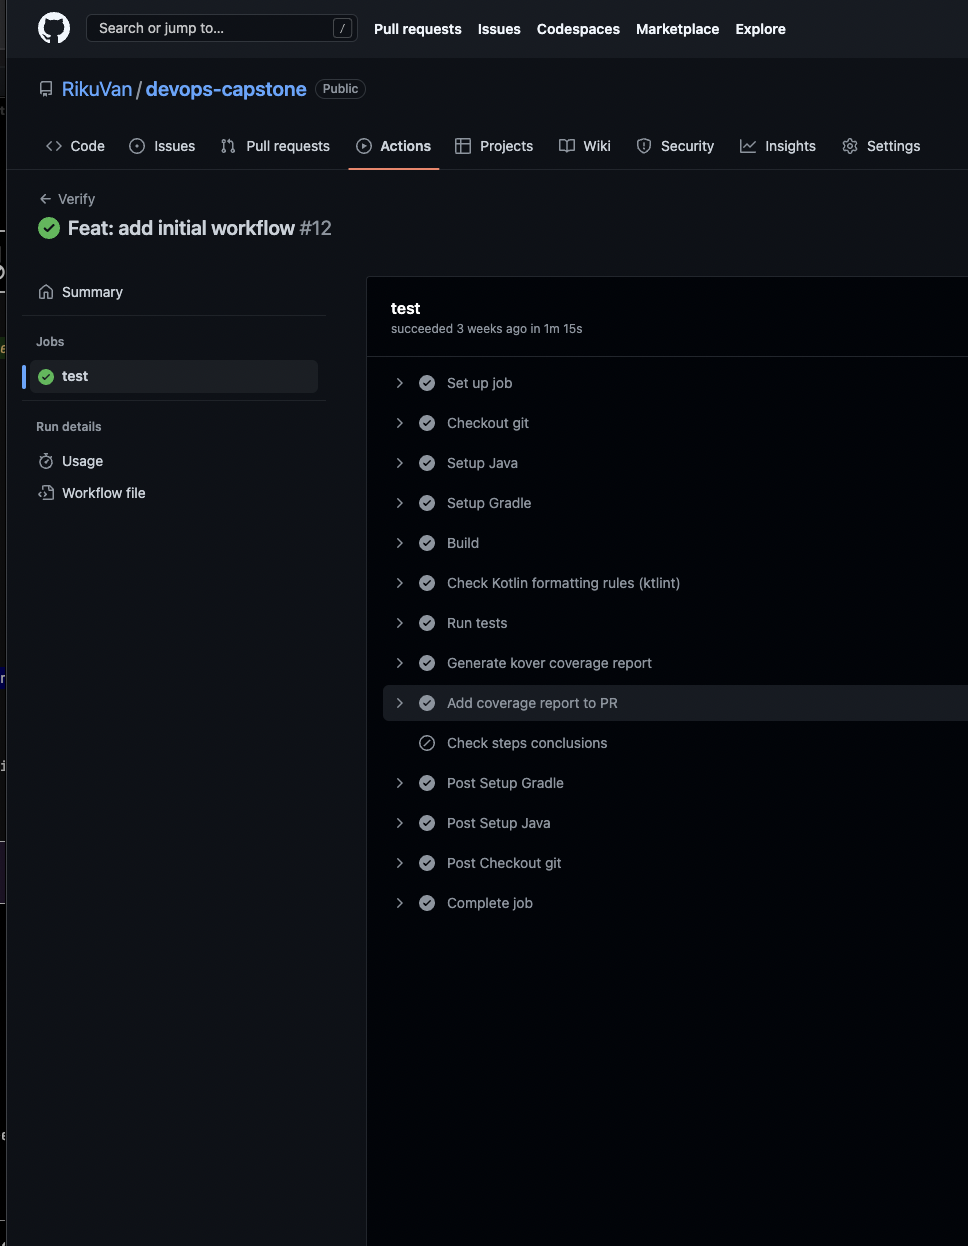 Search or jump to... /
Pull requests Issues Codespaces Marketplace Explore
RikuVan / devops-capstone Public
Code Issues Pull requests Actions Projects Wiki Security Insights Settings
Verify
Feat: add initial workflow #12
Summary
Jobs
test
Run details
Usage
Workflow file
test
succeeded 3 weeks ago in 1m 15s
Set up job
Checkout git
Setup Java
Setup Gradle
Build
Check Kotlin formatting rules (ktlint)
Run tests
Generate kover coverage report
Add coverage report to PR
Check steps conclusions
Post Setup Gradle
Post Setup Java
Post Checkout git
Complete job